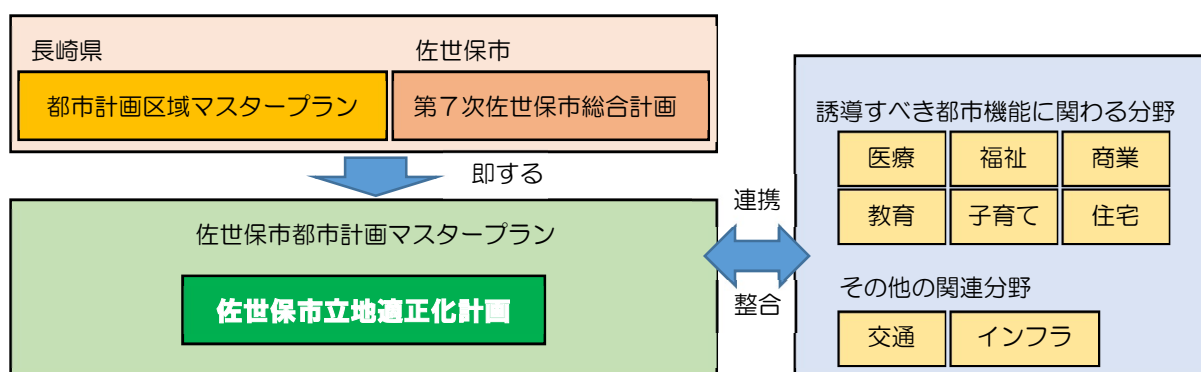 長崎県
佐世保市
都市計画区域マスタープラン
第7次佐世保市総合計画
即する
佐世保市都市計画マスタープラン
佐世保市立地適正化計画
連携
整合
誘導すべき都市機能に関わる分野
医療
福祉
商業
教育
子育て
住宅
その他の関連分野
交通
インフラ